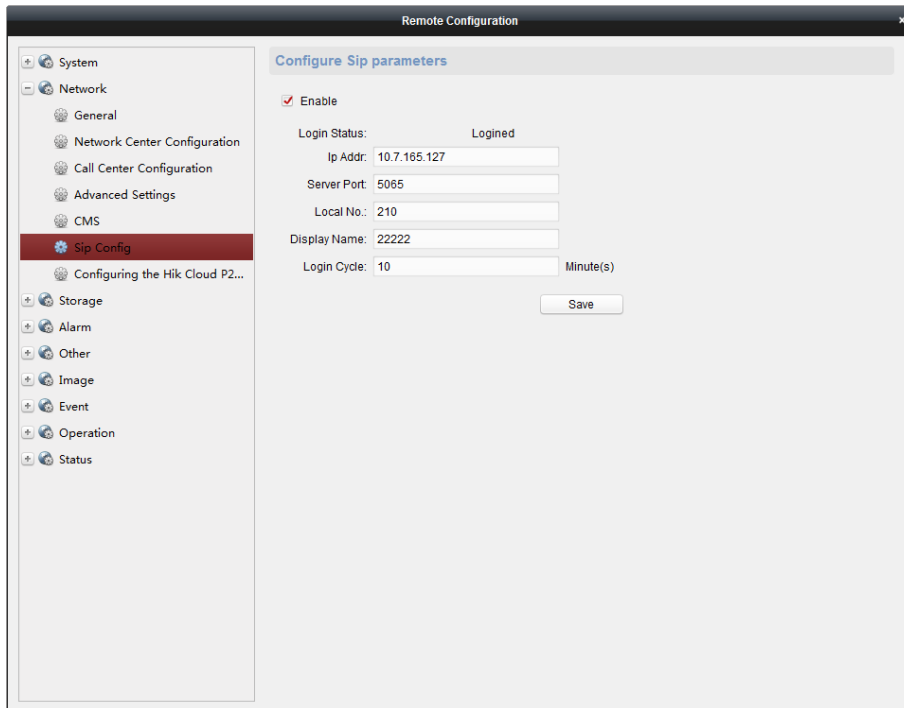 Remote Configuration
×
System
Network
General
Network Center Configuration
Call Center Configuration
Advanced Settings
CMS
Sip Config
Configuring the Hik Cloud P2...
Storage
Alarm
Other
Image
Event
Operation
Status
Configure Sip parameters
Enable
Login Status: Logined
Ip Addr: 10.7.165.127
Server Port: 5065
Local No.: 210
Display Name: 22222
Login Cycle: 10 Minute(s)
Save